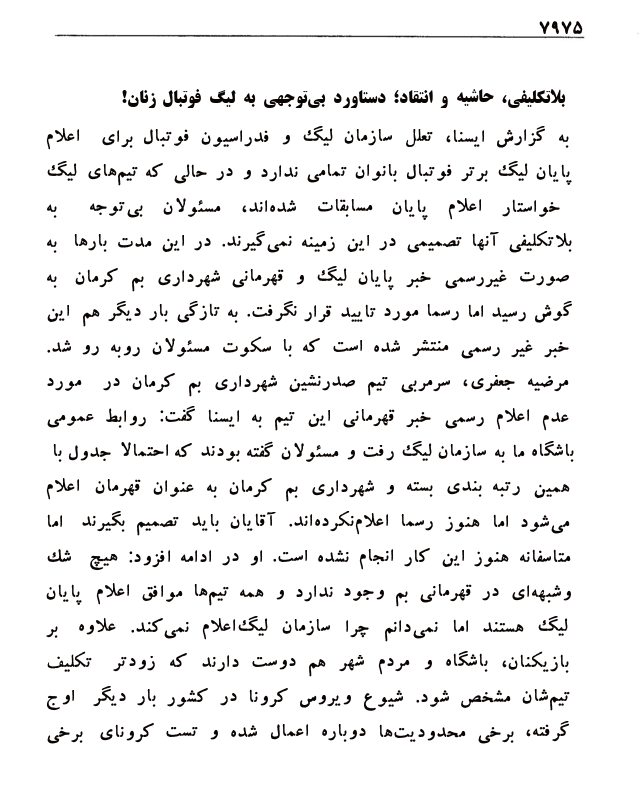 ۷۹۷۵
بلاتکلیفی، حاشیه و انتقاد؛ دستاورد بی‌توجهی به لیگ فوتبال زنان!
به گزارش ایسنا، تعلل سازمان لیگ و فدراسیون فوتبال برای اعلام
پایان لیگ برتر فوتبال بانوان تمامی ندارد و در حالی که تیم‌های لیگ
خواستار اعلام پایان مسابقات شده‌اند، مسئولان بی‌توجه به
بلاتکلیفی آنها تصمیمی در این زمینه نمی‌گیرند. در این مدت بارها به
صورت غیررسمی خبر پایان لیگ و قهرمانی شهرداری بم کرمان به
گوش رسید اما رسما مورد تایید قرار نگرفت. به تازگی بار دیگر هم این
خبر غیر رسمی منتشر شده است که با سکوت مسئولان روبه رو شد.
مرضیه جعفری، سرمربی تیم صدرنشین شهرداری بم کرمان در مورد
عدم اعلام رسمی خبر قهرمانی این تیم به ایسنا گفت: روابط عمومی
باشگاه ما به سازمان لیگ رفت و مسئولان گفته بودند که احتمالا جدول با
همین رتبه بندی بسته و شهرداری بم کرمان به عنوان قهرمان اعلام
می‌شود اما هنوز رسما اعلام‌نکرده‌اند. آقایان باید تصمیم بگیرند اما
متاسفانه هنوز این کار انجام نشده است. او در ادامه افزود: هیچ شك
وشبهه‌ای در قهرمانی بم وجود ندارد و همه تیم‌ها موافق اعلام پایان
لیگ هستند اما نمی‌دانم چرا سازمان لیگ‌اعلام نمی‌کند. علاوه بر
بازیکنان، باشگاه و مردم شهر هم دوست دارند که زودتر تکلیف
تیم‌شان مشخص شود. شیوع ویروس کرونا در کشور بار دیگر اوج
گرفته، برخی محدودیت‌ها دوباره اعمال شده و تست کرونای برخی